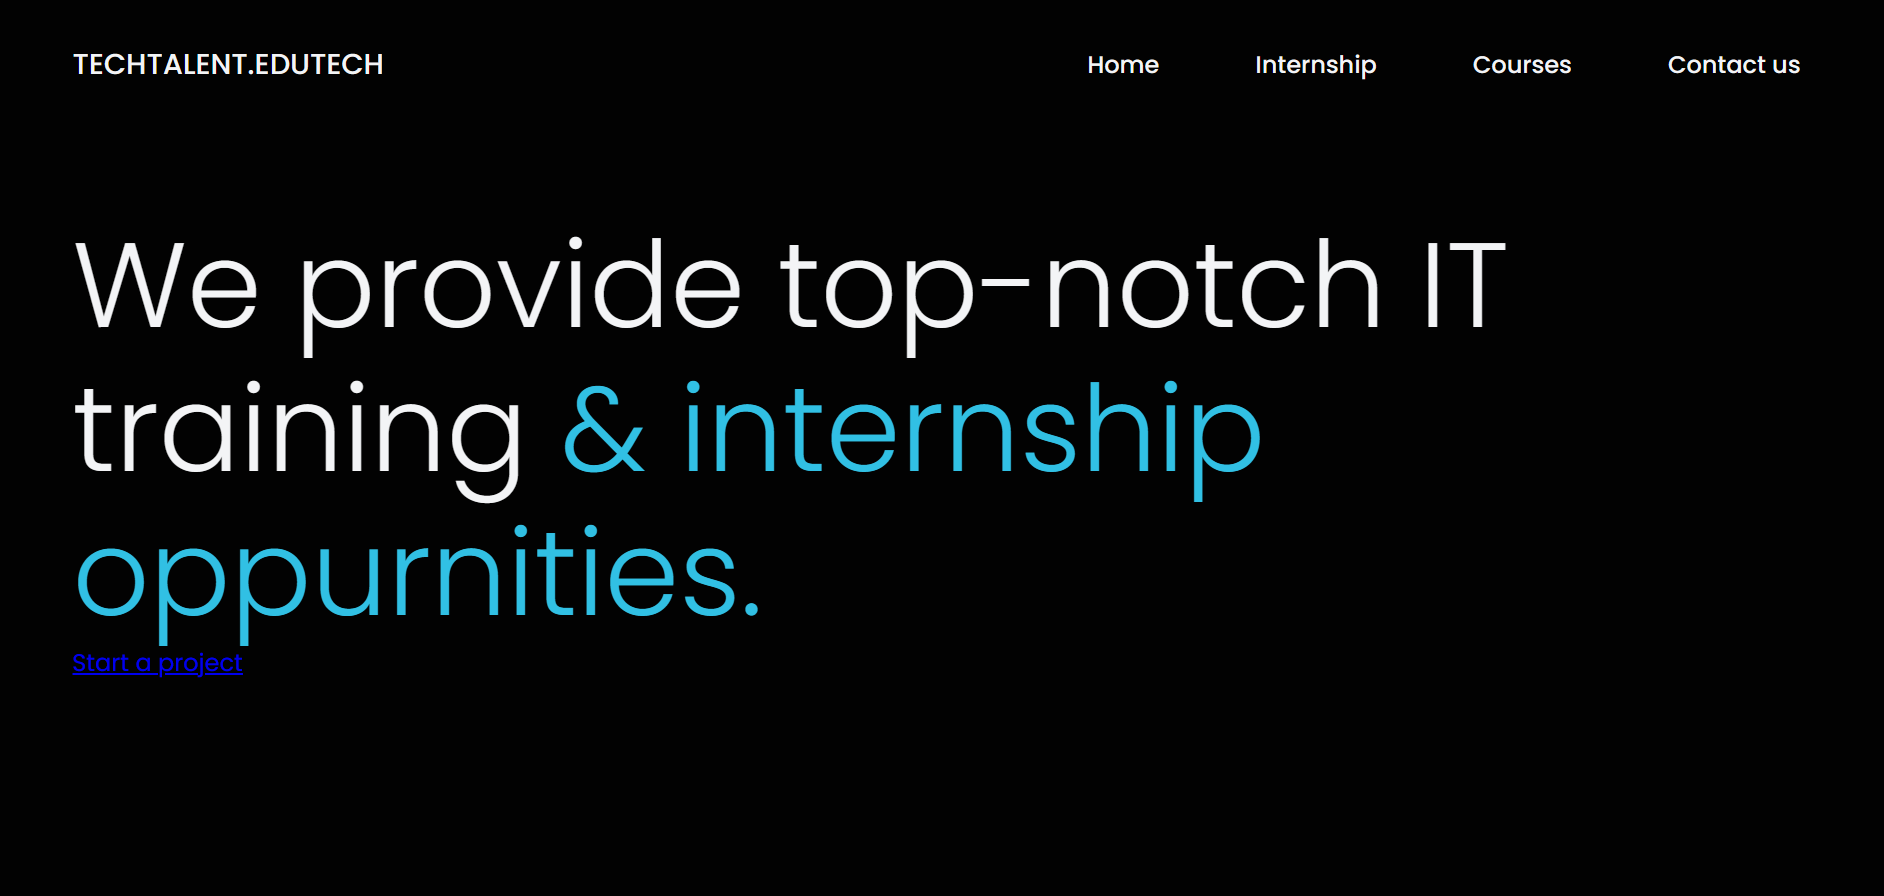 TECHTALENT.EDUTECH
Home Internship Courses Contact us
We provide top-notch IT
training & internship
oppurnities.
Start a project